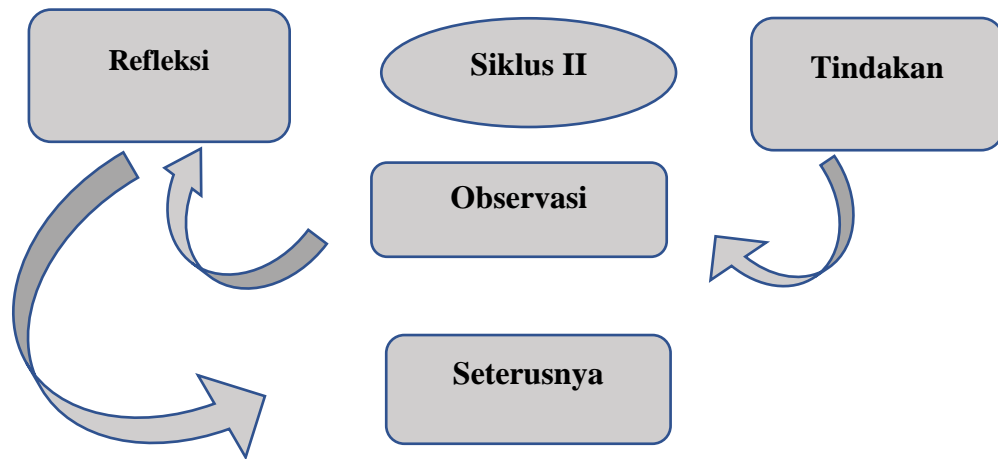 Refleksi
Siklus II
Tindakan
Observasi
Seterusnya